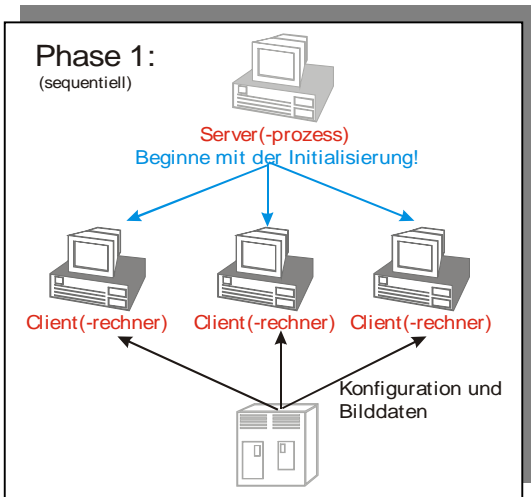 Phase 1:
(sequentiell)
Server(-prozess)
Beginne mit der Initialisierung!
Client(-rechner)
Client(-rechner)
Client(-rechner)
Konfiguration und
Bilddaten